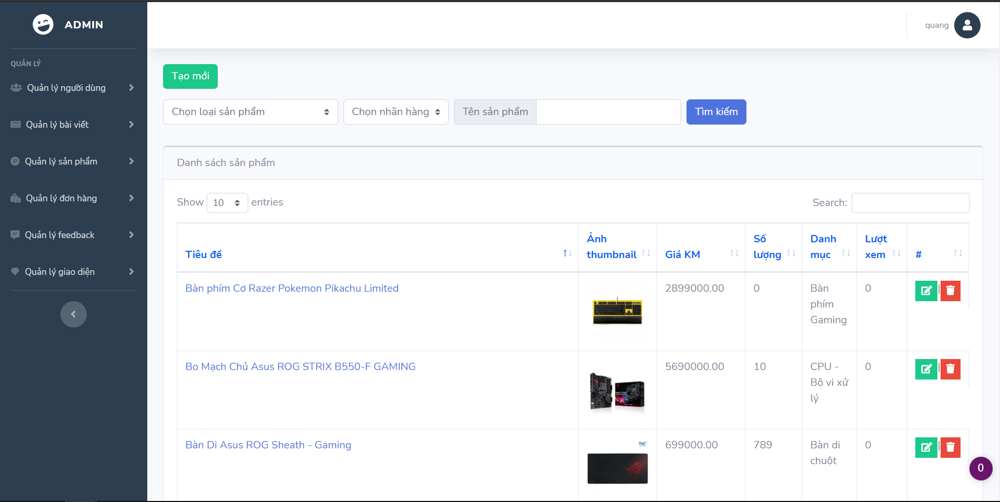 ADMIN
quang
QUẢN LÝ
Quản lý người dùng
Quản lý bài viết
Quản lý sản phẩm
Quản lý đơn hàng
Quản lý feedback
Quản lý giao diện
Tạo mới
Chọn loại sản phẩm
Chọn nhãn hàng
Tên sản phẩm
Tìm kiếm
Danh sách sản phẩm
Show 10 entries
Search:
Tiêu đề
Ảnh
thumbnail
Giá KM
Số
lượng
Danh
mục
Lượt
xem
#
Bàn phím Cơ Razer Pokemon Pikachu Limited
2899000.00
0
Bàn
phím
Gaming
0
|
Bo Mạch Chủ Asus ROG STRIX B550-F GAMING
5690000.00
10
CPU -
Bộ vi xử
lý
0
|
Bàn Di Asus ROG Sheath - Gaming
TNC
699000.00
789
Bàn di
chuột
0
|
0